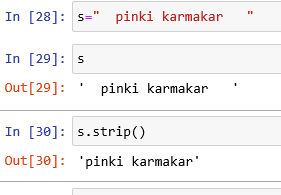 In [28]: s="  pinki karmakar   "
In [29]: s
Out[29]: '  pinki karmakar   '
In [30]: s.strip()
Out[30]: 'pinki karmakar'